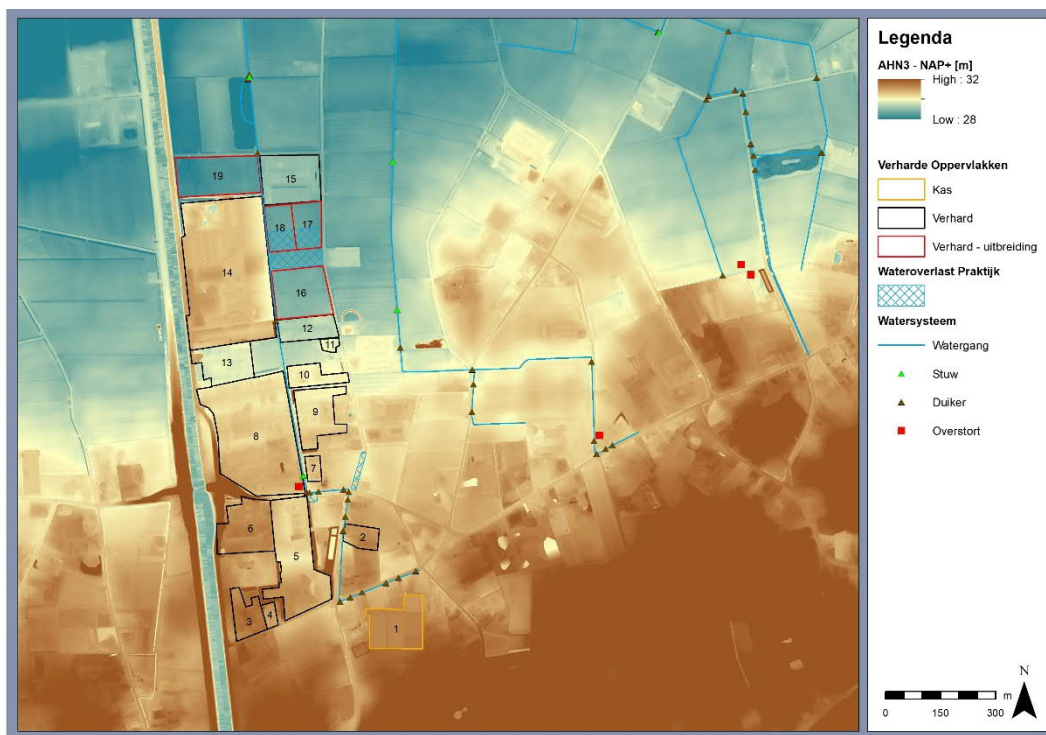 Legenda
AHN3 - NAP+ [m]
High : 32
Low : 28
Verharde Oppervlakken
Kas
Verhard
Verhard - uitbreiding
Wateroverlast Praktijk
Watersysteem
Watergang
Stuw
Duiker
Overstort
N
m
0 150 300
19
15
18 17
14
16
12
11
13
10
9
8
7
6
2
5
3 4
1